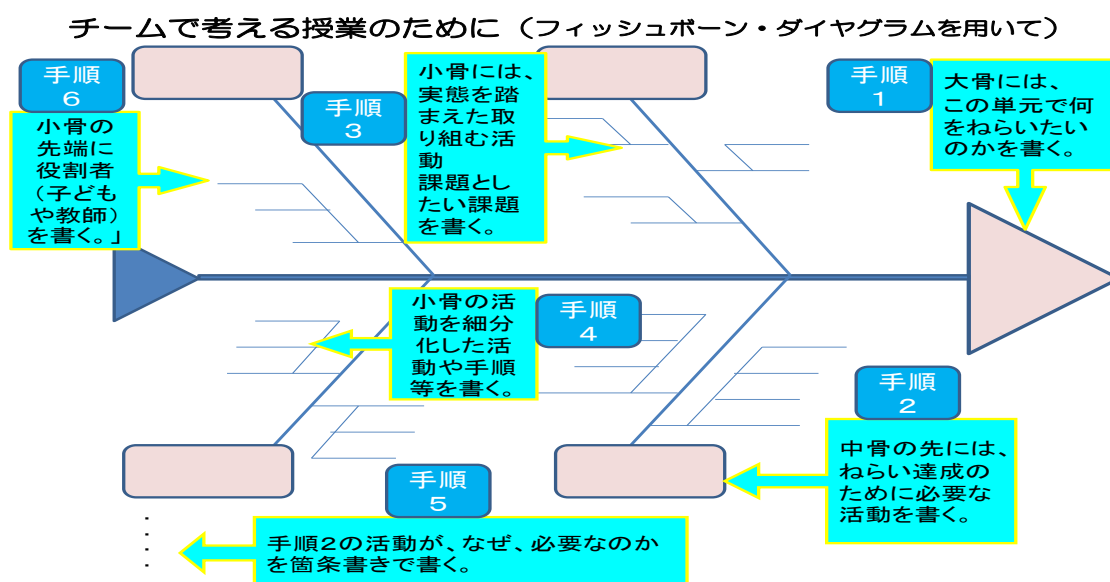 チームで考える授業のために（フィッシュボーン・ダイヤグラムを用いて）
手順
1
大骨には、
この単元で何
をねらいたい
のかを書く。
手順
2
中骨の先には、
ねらい達成の
ために必要な
活動を書く。
手順
3
小骨には、
実態を踏
まえた取
り組む活
動
課題とし
たい課題
を書く。
手順
4
小骨の活
動を細分
化した活
動や手順
等を書く。
手順
5
手順2の活動が、なぜ、必要なのか
を箇条書きで書く。
手順
6
小骨の
先端に
役割者
（子ども
や教師）
を書く。」